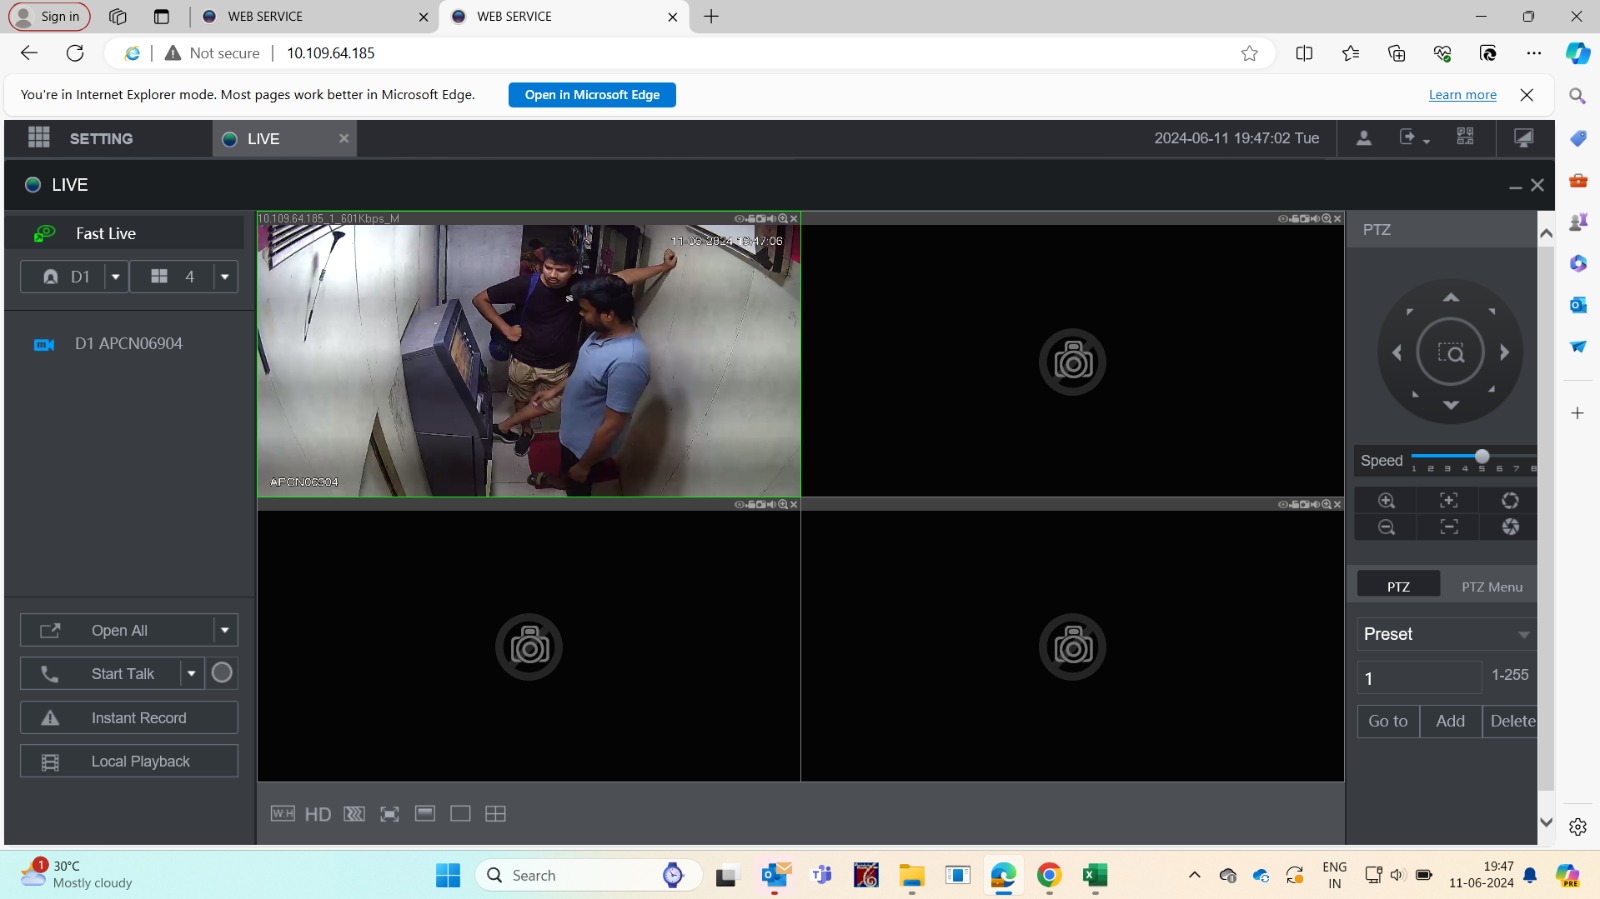 Sign in
WEB SERVICE
WEB SERVICE
Not secure
10.109.64.185
You're in Internet Explorer mode. Most pages work better in Microsoft Edge.
Open in Microsoft Edge
Learn more
SETTING
LIVE
2024-06-11 19:47:02 Tue
LIVE
Fast Live
D1
4
D1 APCN06904
10.109.64.185_1_601Kbps_M
11-06-2024 19:47:06
APCN06904
PTZ
Speed
1 2 3 4 5 6 7 8
PTZ
PTZ Menu
Preset
1
1-255
Go to
Add
Delete
Open All
Start Talk
Instant Record
Local Playback
W:H
HD
1
30°C
Mostly cloudy
Search
ENG
IN
19:47
11-06-2024
PRE